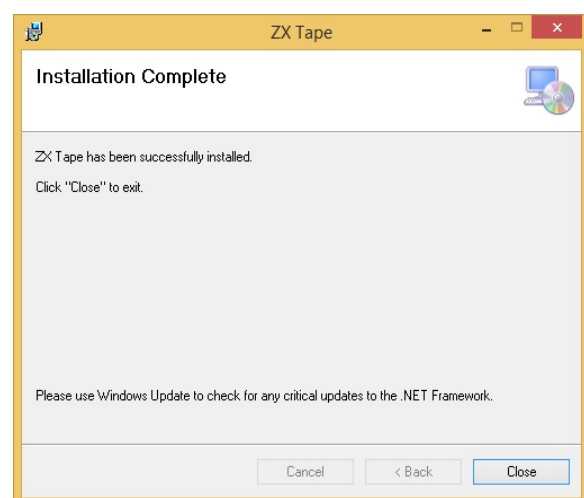 ZX Tape
Installation Complete
ZX Tape has been successfully installed.
Click "Close" to exit.
Please use Windows Update to check for any critical updates to the .NET Framework.
Cancel
< Back
Close